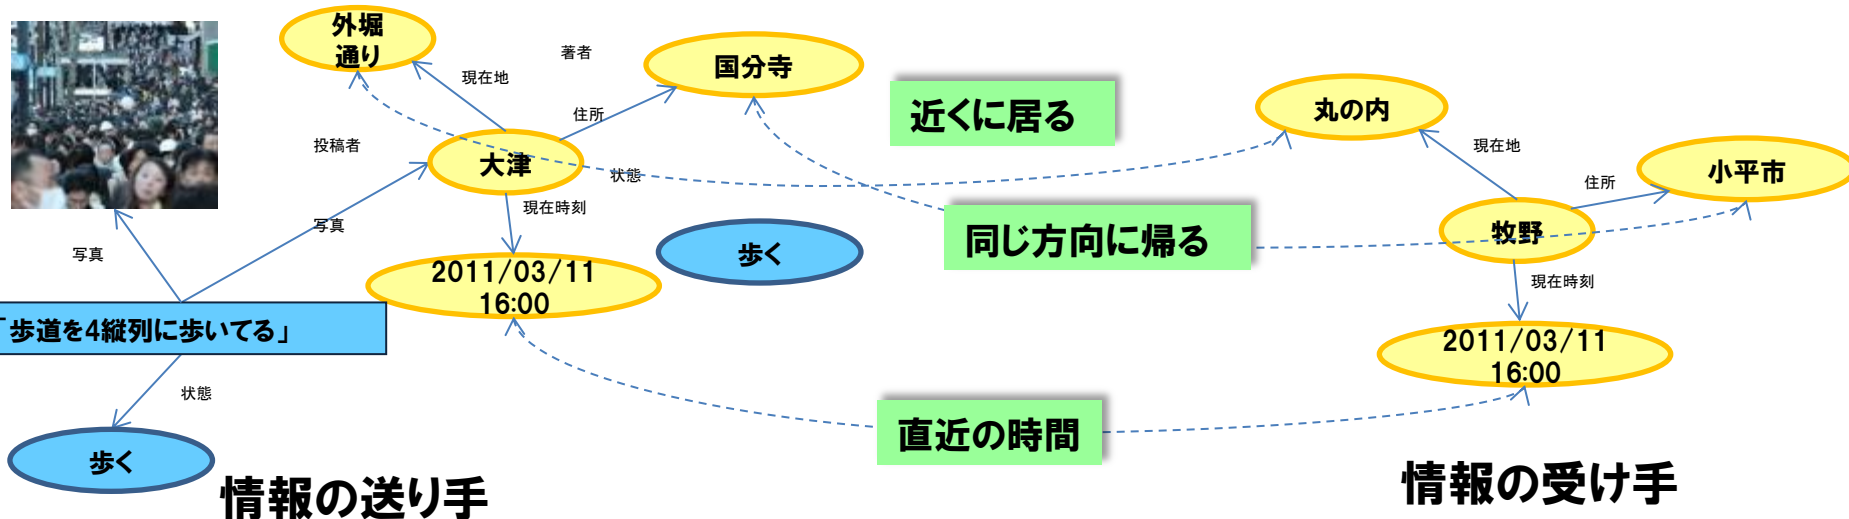 外堀
通り
著者
国分寺
現在地
住所
近くに居る
丸の内
投稿者
大津
状態
現在地
小平市
住所
写真
現在時刻
同じ方向に帰る
牧野
写真
歩く
2011/03/11
16:00
現在時刻
「歩道を4縦列に歩いてる」
2011/03/11
16:00
状態
直近の時間
歩く
情報の送り手
情報の受け手